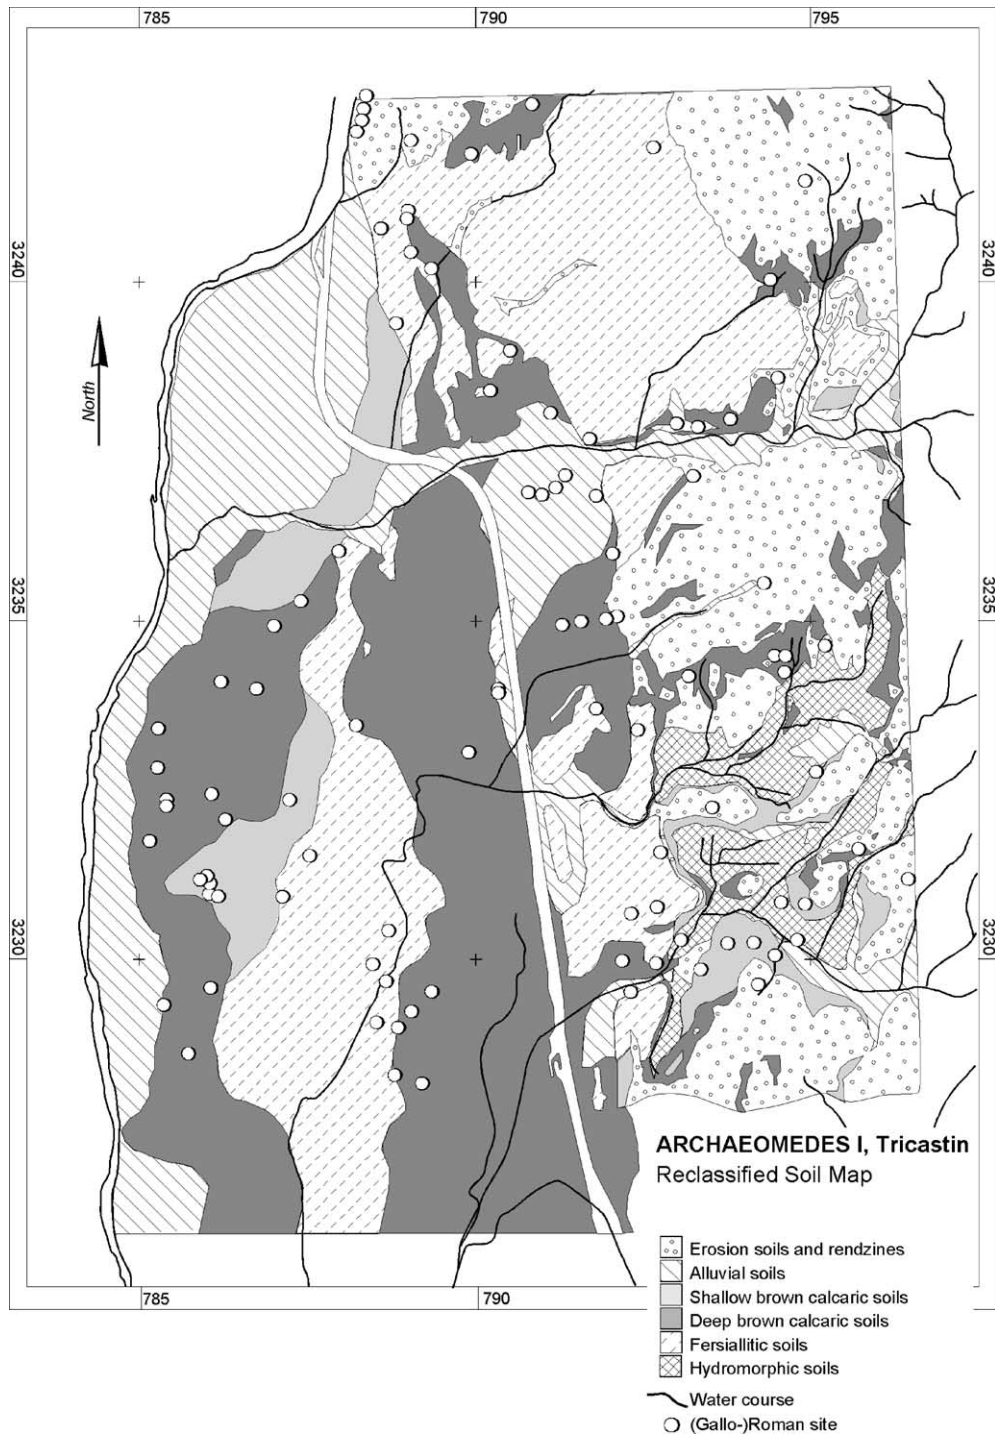 785 790 795
3240 3240
North
3235 3235
3230 3230
ARCHAEOMEDES I, Tricastin
Reclassified Soil Map
Erosion soils and rendzines
Alluvial soils
Shallow brown calcaric soils
Deep brown calcaric soils
Fersiallitic soils
Hydromorphic soils
785 790
Water course
(Gallo-)Roman site